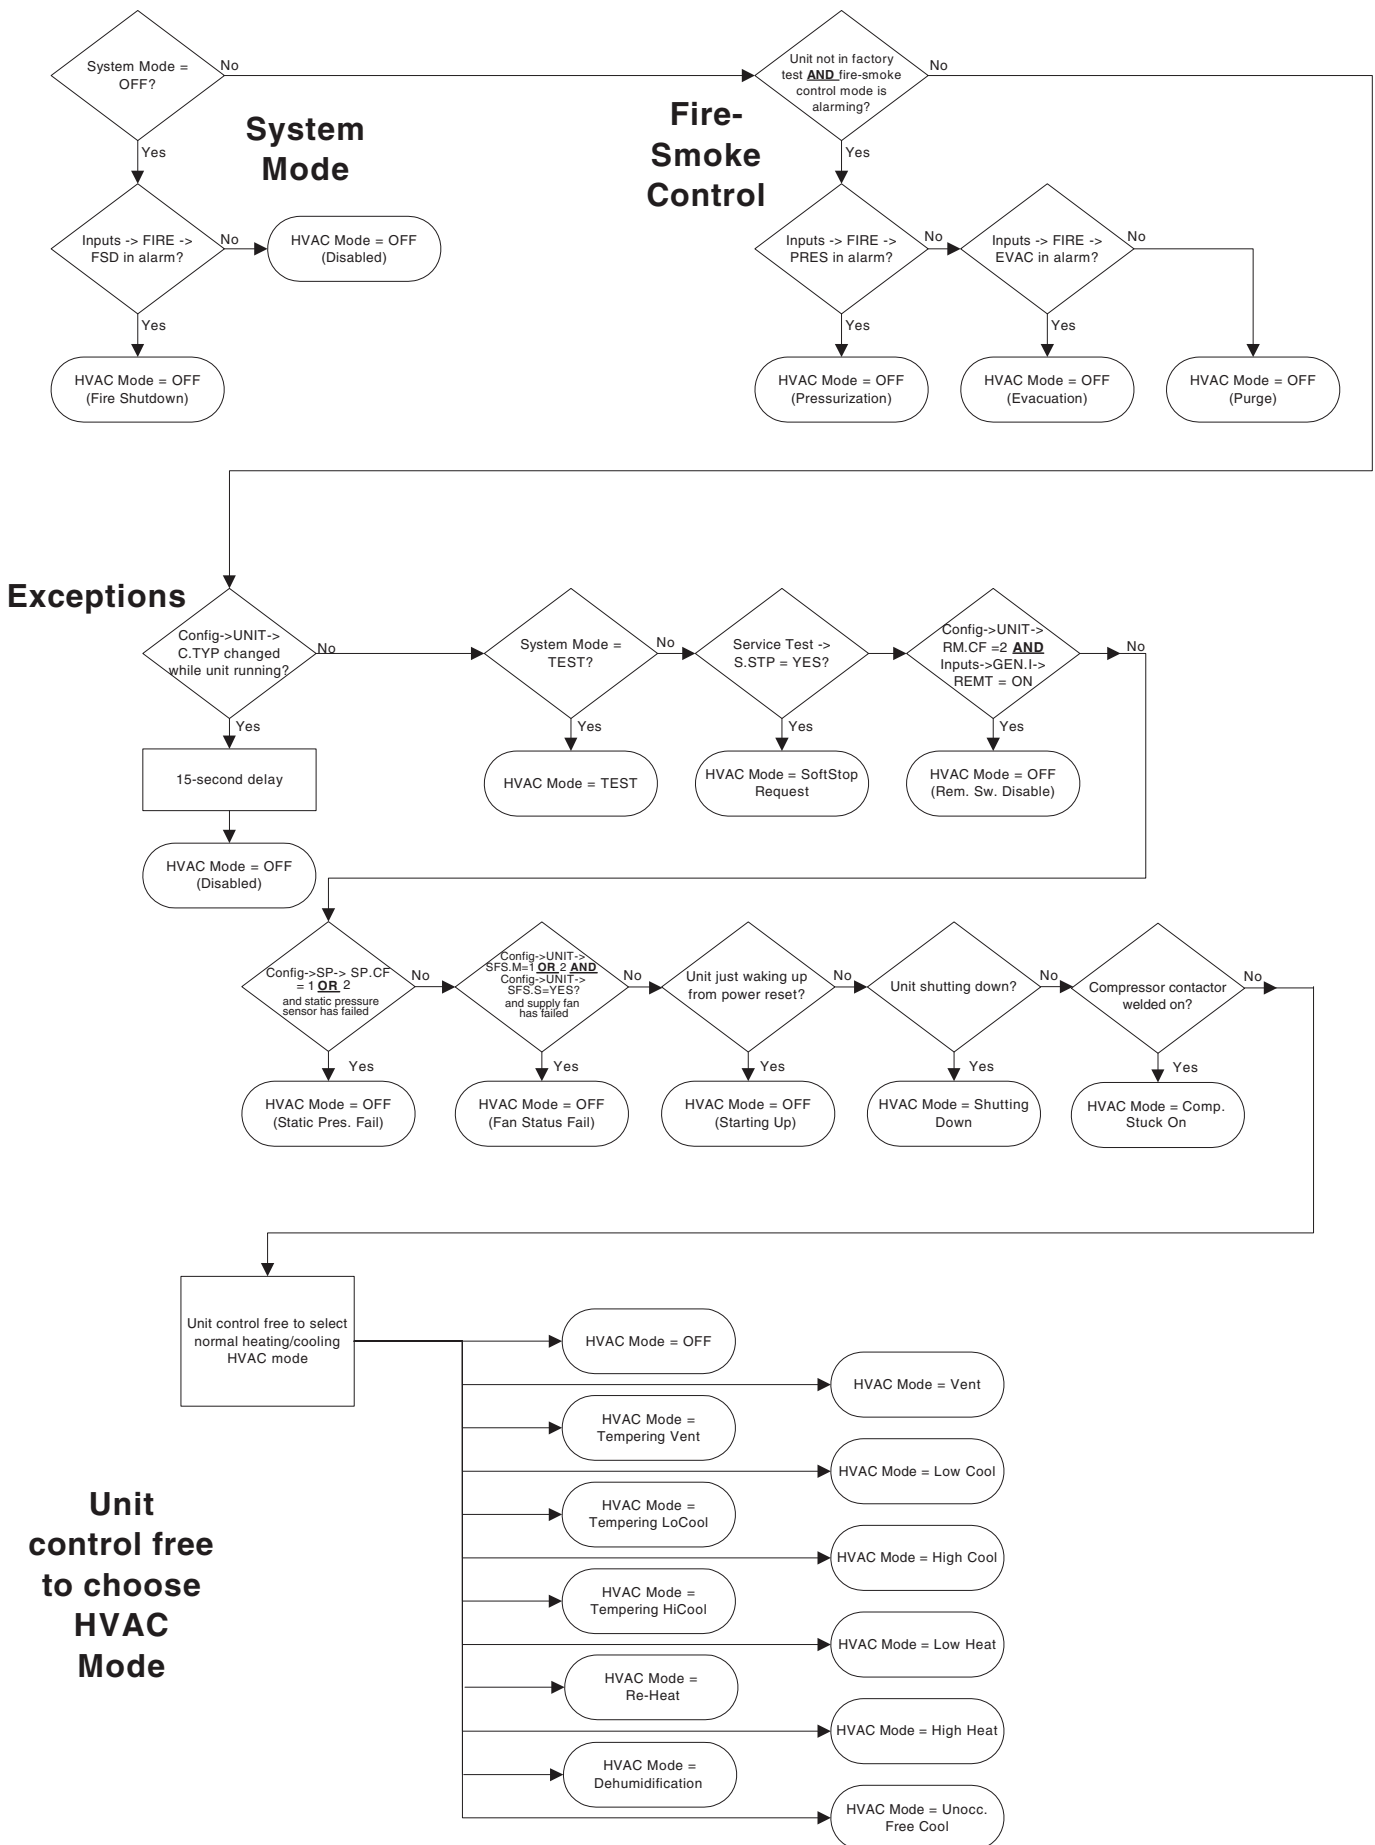 System Mode =
OFF?
No
Yes
System
Mode
Inputs -> FIRE ->
FSD in alarm?
No
Yes
HVAC Mode = OFF
(Disabled)
HVAC Mode = OFF
(Fire Shutdown)
Unit not in factory
test AND fire-smoke
control mode is
alarming?
No
Yes
Fire-
Smoke
Control
Inputs -> FIRE ->
PRES in alarm?
No
Yes
Inputs -> FIRE ->
EVAC in alarm?
No
Yes
HVAC Mode = OFF
(Pressurization)
HVAC Mode = OFF
(Evacuation)
HVAC Mode = OFF
(Purge)
Exceptions
Config->UNIT->
C.TYP changed
while unit running?
No
Yes
15-second delay
HVAC Mode = OFF
(Disabled)
System Mode =
TEST?
No
Yes
HVAC Mode = TEST
Service Test ->
S.STP = YES?
Yes
HVAC Mode = SoftStop
Request
Config->UNIT->
RM.CF =2 AND
Inputs->GEN.I->
REMT = ON
No
Yes
HVAC Mode = OFF
(Rem. Sw. Disable)
Config->SP-> SP.CF
= 1 OR 2
and static pressure
sensor has failed
No
Yes
HVAC Mode = OFF
(Static Pres. Fail)
Config->UNIT->
SFS.M=1 OR 2 AND
Config->UNIT->
SFS.S=YES?
and supply fan
has failed
No
Yes
HVAC Mode = OFF
(Fan Status Fail)
Unit just waking up
from power reset?
No
Yes
HVAC Mode = OFF
(Starting Up)
Unit shutting down?
No
Yes
HVAC Mode = Shutting
Down
Compressor contactor
welded on?
No
Yes
HVAC Mode = Comp.
Stuck On
Unit control free to select
normal heating/cooling
HVAC mode
HVAC Mode = OFF
HVAC Mode = Vent
HVAC Mode =
Tempering Vent
HVAC Mode = Low Cool
HVAC Mode =
Tempering LoCool
HVAC Mode = High Cool
HVAC Mode =
Tempering HiCool
HVAC Mode = Low Heat
HVAC Mode =
Re-Heat
HVAC Mode = High Heat
HVAC Mode =
Dehumidification
HVAC Mode = Unocc.
Free Cool
Unit
control free
to choose
HVAC
Mode